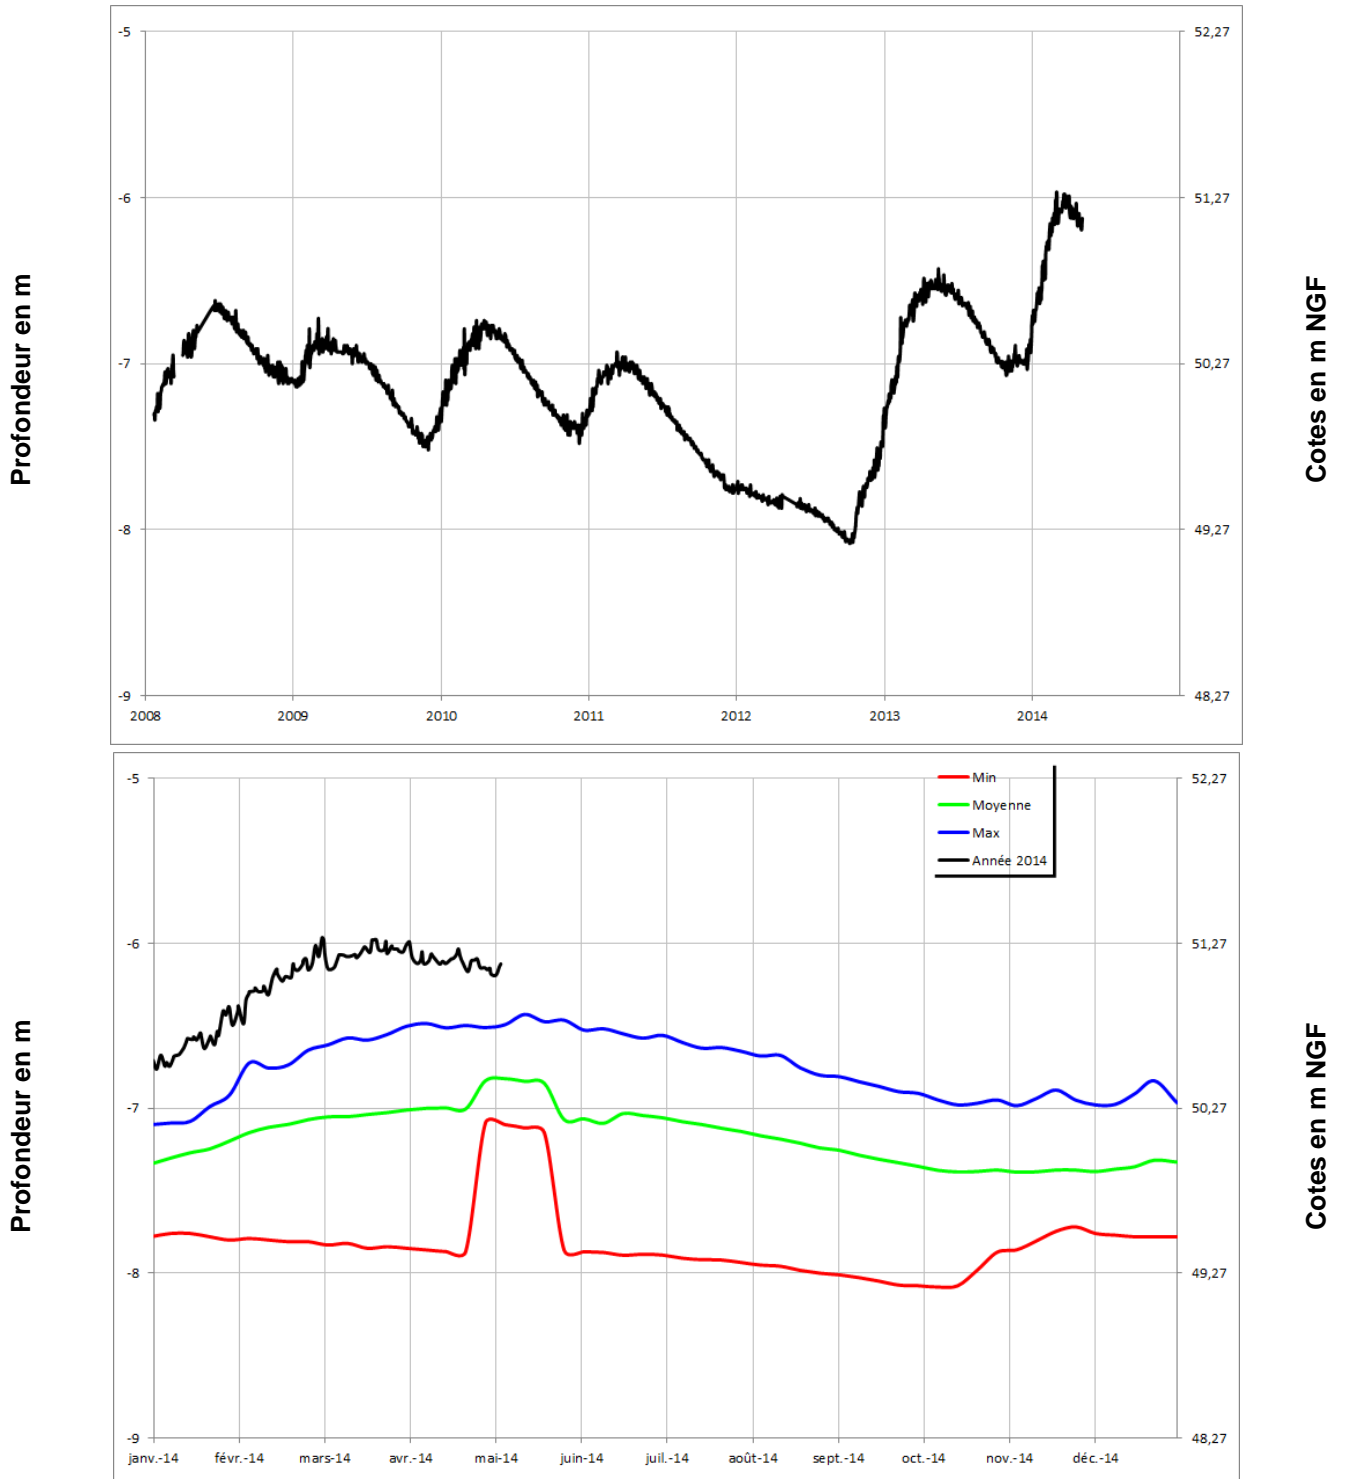 -5
52,27
-6
51,27
-7
50,27
-8
49,27
-9
48,27
2008
2009
2010
2011
2012
2013
2014
Profondeur en m
Cotes en m NGF
-5
52,27
-6
51,27
-7
50,27
-8
49,27
-9
48,27
Min
Moyenne
Max
Année 2014
janv.-14
févr.-14
mars-14
avr.-14
mai-14
juin-14
juil.-14
août-14
sept.-14
oct.-14
nov.-14
déc.-14
Profondeur en m
Cotes en m NGF